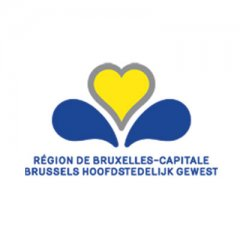 RÉGION DE BRUXELLES-CAPITALE
BRUSSELS HOOFDSTEDELIJK GEWEST